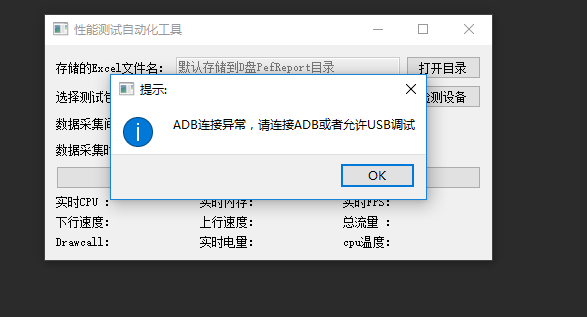 性能测试自动化工具
存储的Excel文件名: 默认存储到D盘PefReport目录 打开目录
提示:
选择测试包 检测设备
ADB连接异常，请连接ADB或者允许USB调试
数据采集
数据采集
OK
实时CPU : 实时内存: 实时FPS:
下行速度: 上行速度: 总流量 :
Drawcall: 实时电量: cpu温度: